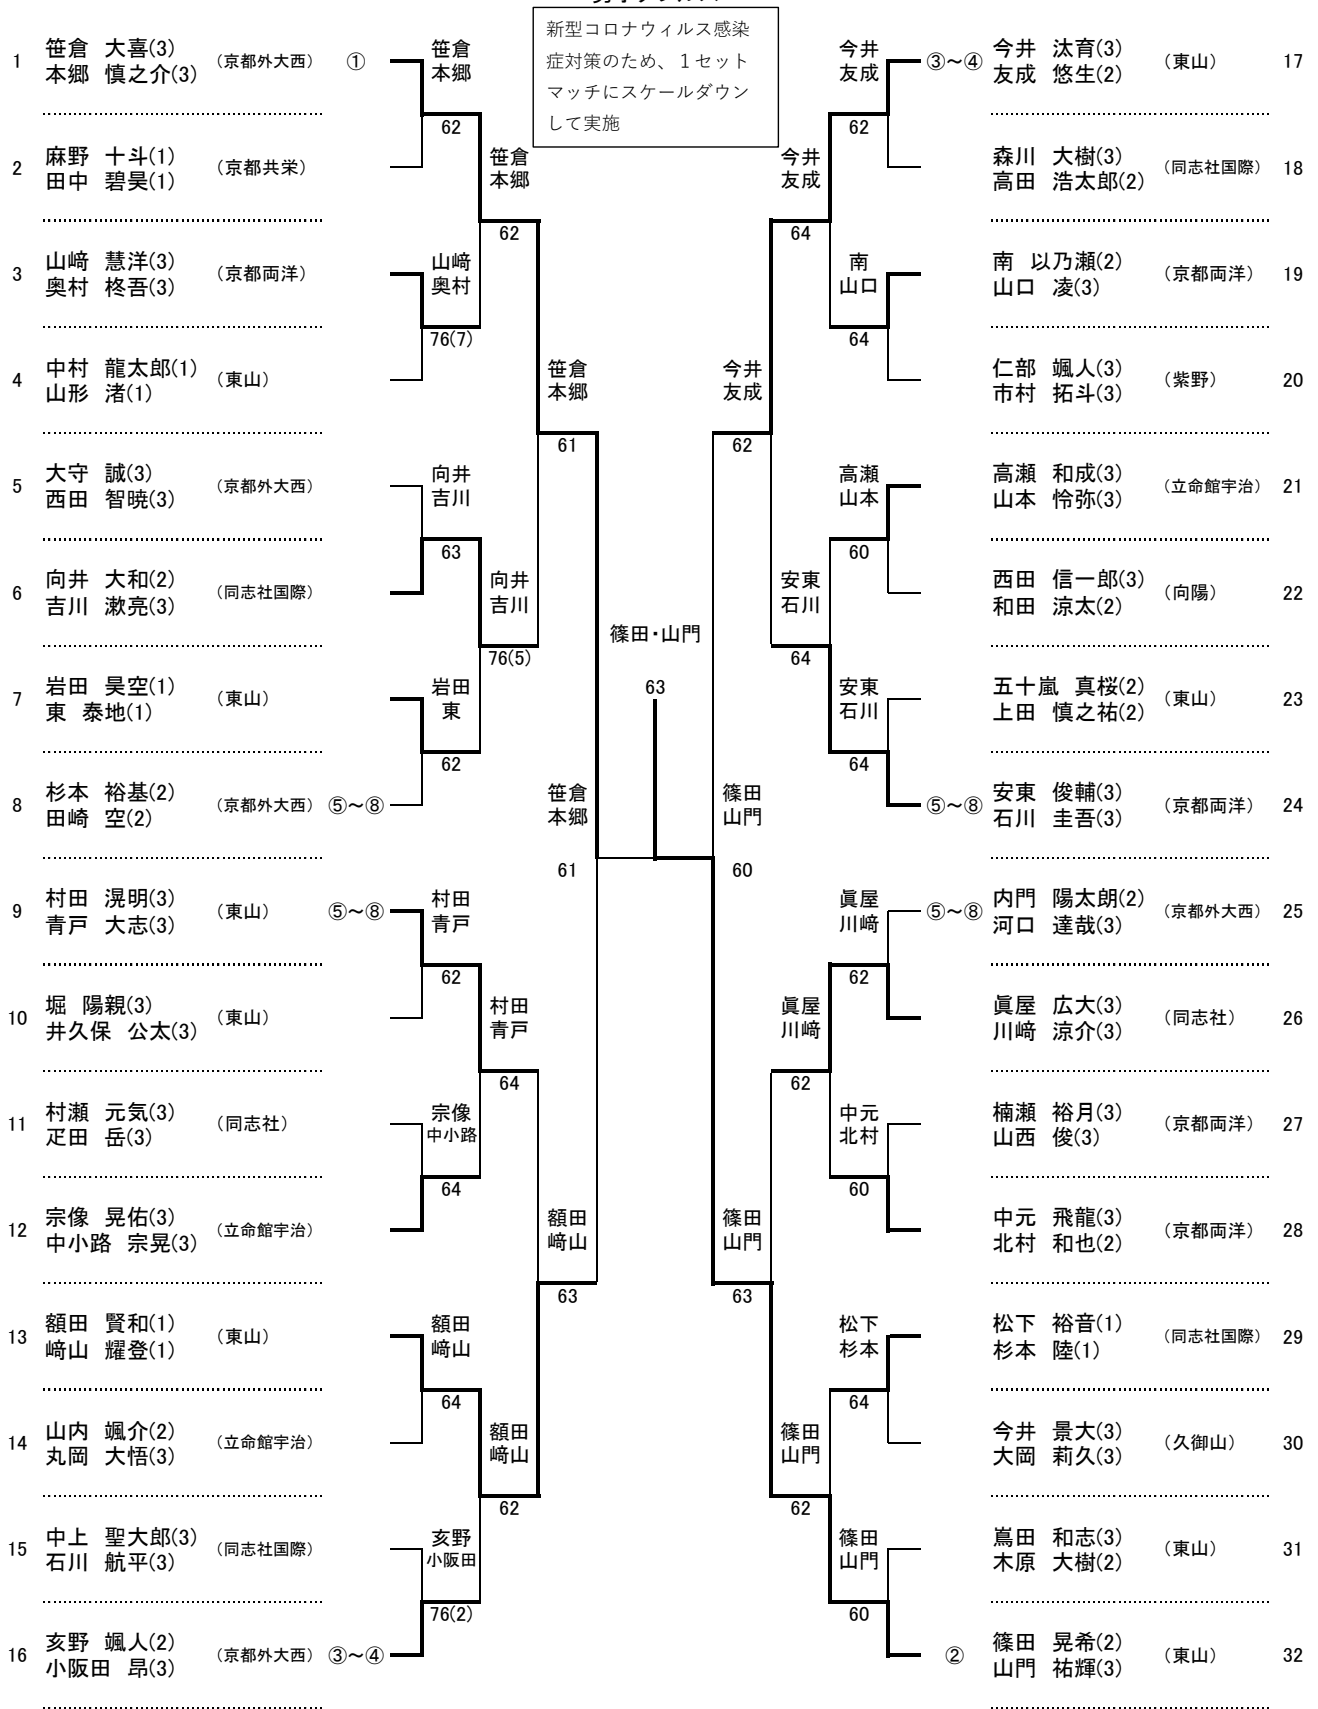 新型コロナウィルス感染
症対策のため、1セット
マッチにスケールダウン
して実施
1 笹倉 大喜(3) (京都外大西) ①
本郷 慎之介(3)
2 麻野 十斗(1) (京都共栄)
田中 碧昊(1)
3 山﨑 慧洋(3) (京都両洋)
奥村 柊吾(3)
4 中村 龍太郎(1) (東山)
山形 渚(1)
5 大守 誠(3) (京都外大西)
西田 智暁(3)
6 向井 大和(2) (同志社国際)
吉川 漱亮(3)
7 岩田 昊空(1) (東山)
東 泰地(1)
8 杉本 裕基(2) (京都外大西) ⑤～⑧
田崎 空(2)
9 村田 滉明(3) (東山) ⑤～⑧
青戸 大志(3)
10 堀 陽親(3) (東山)
井久保 公太(3)
11 村瀬 元気(3) (同志社)
疋田 岳(3)
12 宗像 晃佑(3) (立命館宇治)
中小路 宗晃(3)
13 額田 賢和(1) (東山)
﨑山 耀登(1)
14 山内 颯介(2) (立命館宇治)
丸岡 大悟(3)
15 中上 聖大郎(3) (同志社国際)
石川 航平(3)
16 亥野 颯人(2) (京都外大西) ③～④
小阪田 昂(3)
笹倉
本郷
62
山﨑
奥村
76(7)
向井
吉川
63
岩田
東
62
村田
青戸
62
宗像
中小路
64
額田
﨑山
64
亥野
小阪田
76(2)
笹倉
本郷
62
向井
吉川
76(5)
村田
青戸
64
額田
﨑山
62
笹倉
本郷
61
額田
﨑山
63
笹倉
本郷
61
篠田・山門
63
篠田
山門
60
今井
友成
62
篠田
山門
63
今井
友成
64
安東
石川
64
眞屋
川﨑
62
篠田
山門
62
今井
友成
62
南
山口
64
高瀬
山本
60
安東
石川
64
眞屋
川﨑
62
中元
北村
60
松下
杉本
64
篠田
山門
60
③～④ 今井 汰育(3) (東山) 17
友成 悠生(2)
森川 大樹(3) (同志社国際) 18
高田 浩太郎(2)
南 以乃瀬(2) (京都両洋) 19
山口 凌(3)
仁部 颯人(3) (紫野) 20
市村 拓斗(3)
高瀬 和成(3) (立命館宇治) 21
山本 怜弥(3)
西田 信一郎(3) (向陽) 22
和田 涼太(2)
五十嵐 真桜(2) (東山) 23
上田 慎之祐(2)
⑤～⑧ 安東 俊輔(3) (京都両洋) 24
石川 圭吾(3)
⑤～⑧ 内門 陽太朗(2) (京都外大西) 25
河口 達哉(3)
眞屋 広大(3) (同志社) 26
川﨑 涼介(3)
楠瀬 裕月(3) (京都両洋) 27
山西 俊(3)
中元 飛龍(3) (京都両洋) 28
北村 和也(2)
松下 裕音(1) (同志社国際) 29
杉本 陸(1)
今井 景大(3) (久御山) 30
大岡 莉久(3)
嶌田 和志(3) (東山) 31
木原 大樹(2)
② 篠田 晃希(2) (東山) 32
山門 祐輝(3)